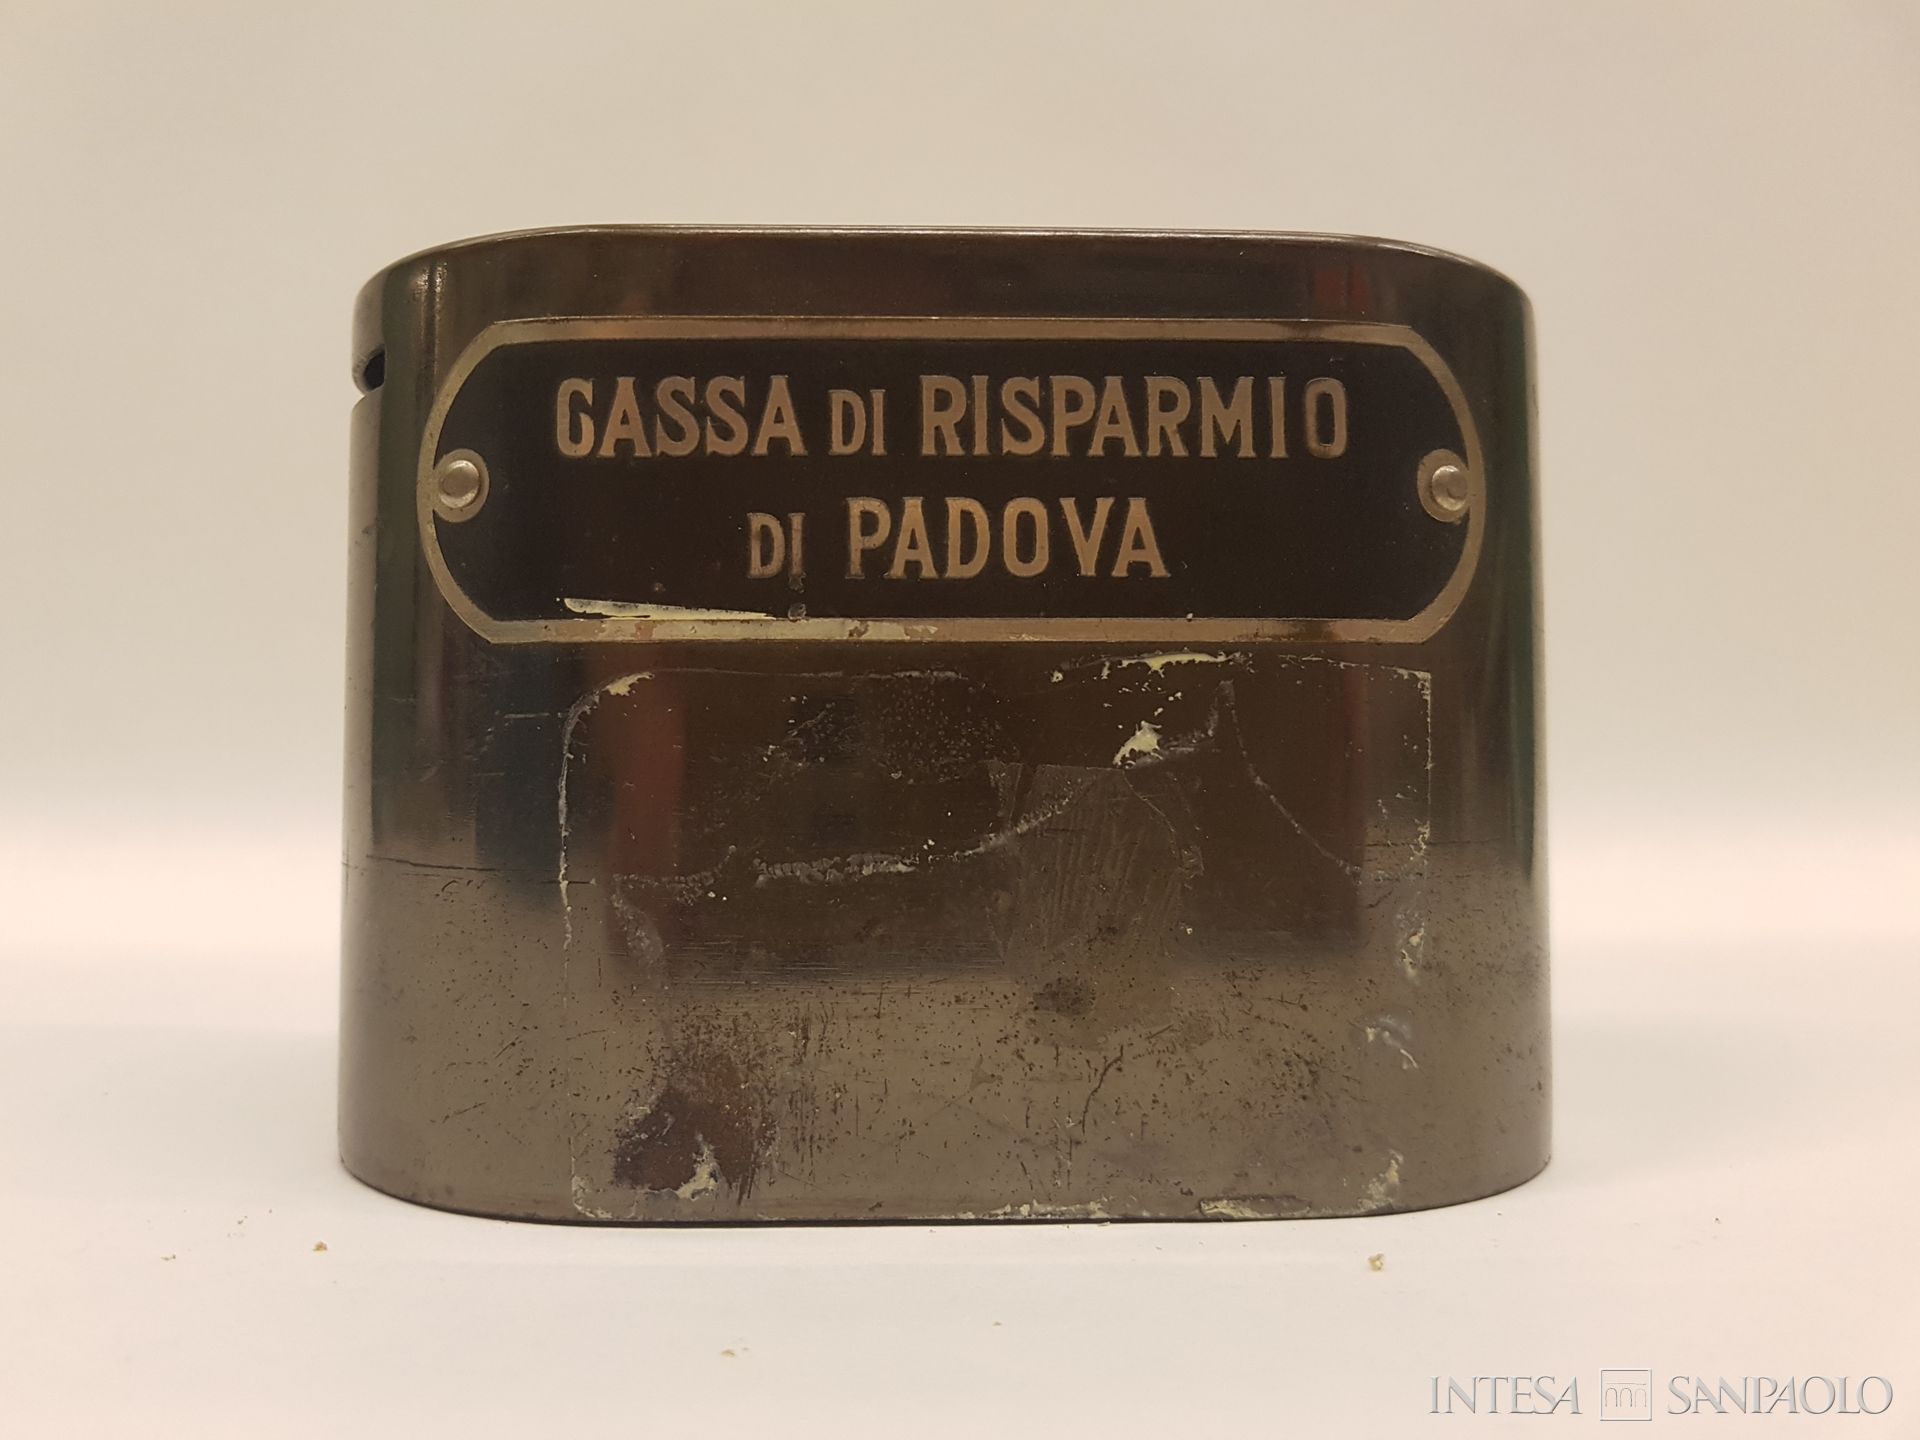 CASSA DI RISPARMIO
DI PADOVA
INTESA SANPAOLO